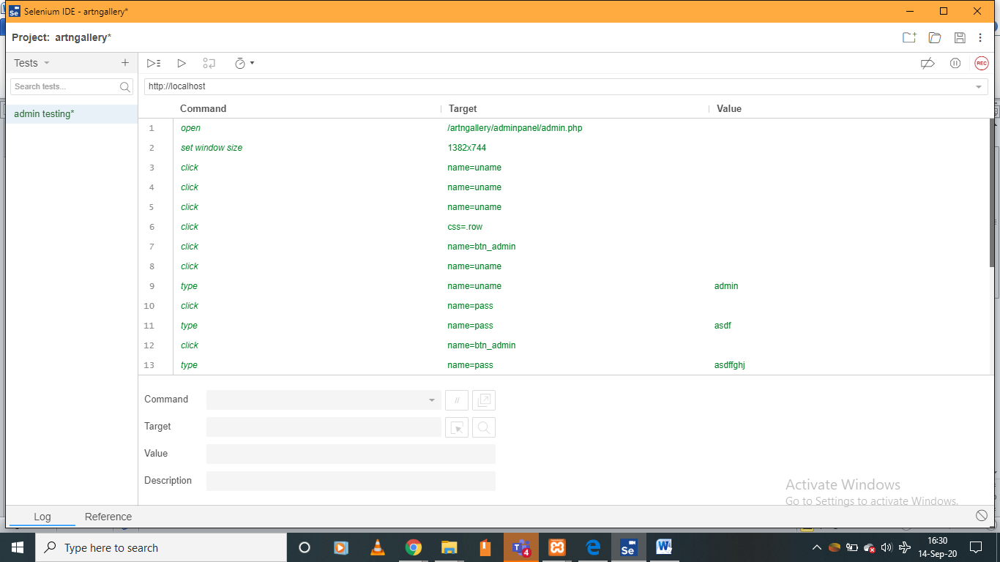 Selenium IDE - artngallery*
Project: artngallery*
Tests
Search tests...
admin testing*
REC
http://localhost
Command Target Value
1 open /artngallery/adminpanel/admin.php
2 set window size 1382x744
3 click name=uname
4 click name=uname
5 click name=uname
6 click css=.row
7 click name=btn_admin
8 click name=uname
9 type name=uname admin
10 click name=pass
11 type name=pass asdf
12 click name=btn_admin
13 type name=pass asdffghj
Command
//
Target
Value
Description
Activate Windows
Go to Settings to activate Windows.
Log Reference
Type here to search
4
Se
W
16:30
14-Sep-20